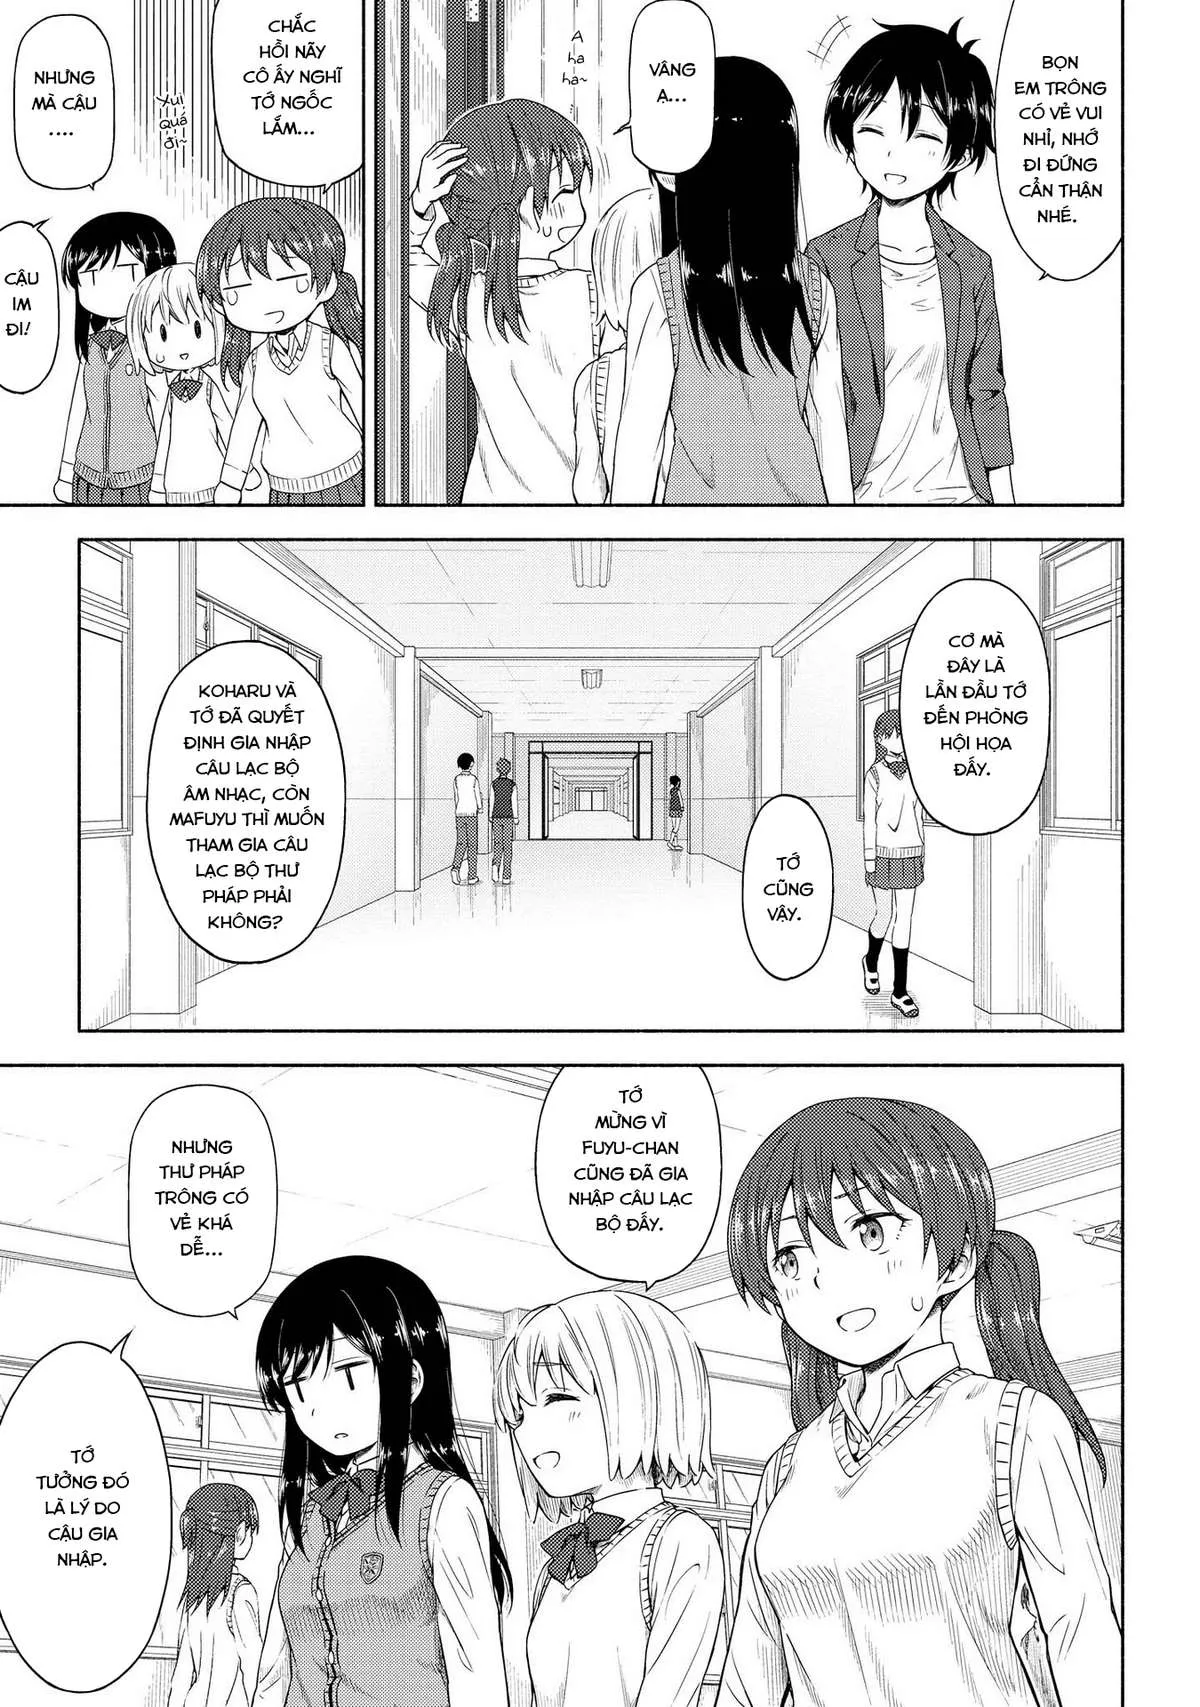 BỌN
EM TRÔNG
CÓ VẺ VUI
NHỈ, NHỚ
ĐI ĐỨNG
CẨN THẬN
NHÉ.
VÂNG
Ạ...
A
ha
ha~
CHẮC
HỒI NÃY
CÔ ẤY NGHĨ
TỚ NGỐC
LẮM...
Xui
Quá
đi~
NHƯNG
MÀ CẬU
....
CẬU
IM
ĐI!
CƠ MÀ
ĐÂY LÀ
LẦN ĐẦU TỚ
ĐẾN PHÒNG
HỘI HỌA
ĐẤY.
TỚ
CŨNG
VẬY.
KOHARU VÀ
TỚ ĐÃ QUYẾT
ĐỊNH GIA NHẬP
CÂU LẠC BỘ
ÂM NHẠC, CÒN
MAFUYU THÌ MUỐN
THAM GIA CÂU
LẠC BỘ THƯ
PHÁP PHẢI
KHÔNG?
TỚ
MỪNG VÌ
FUYU-CHAN
CŨNG ĐÃ GIA
NHẬP CÂU LẠC
BỘ ĐẤY.
NHƯNG
THƯ PHÁP
TRÔNG CÓ
VẺ KHÁ
DỄ...
TỚ
TƯỞNG ĐÓ
LÀ LÝ DO
CẬU GIA
NHẬP.